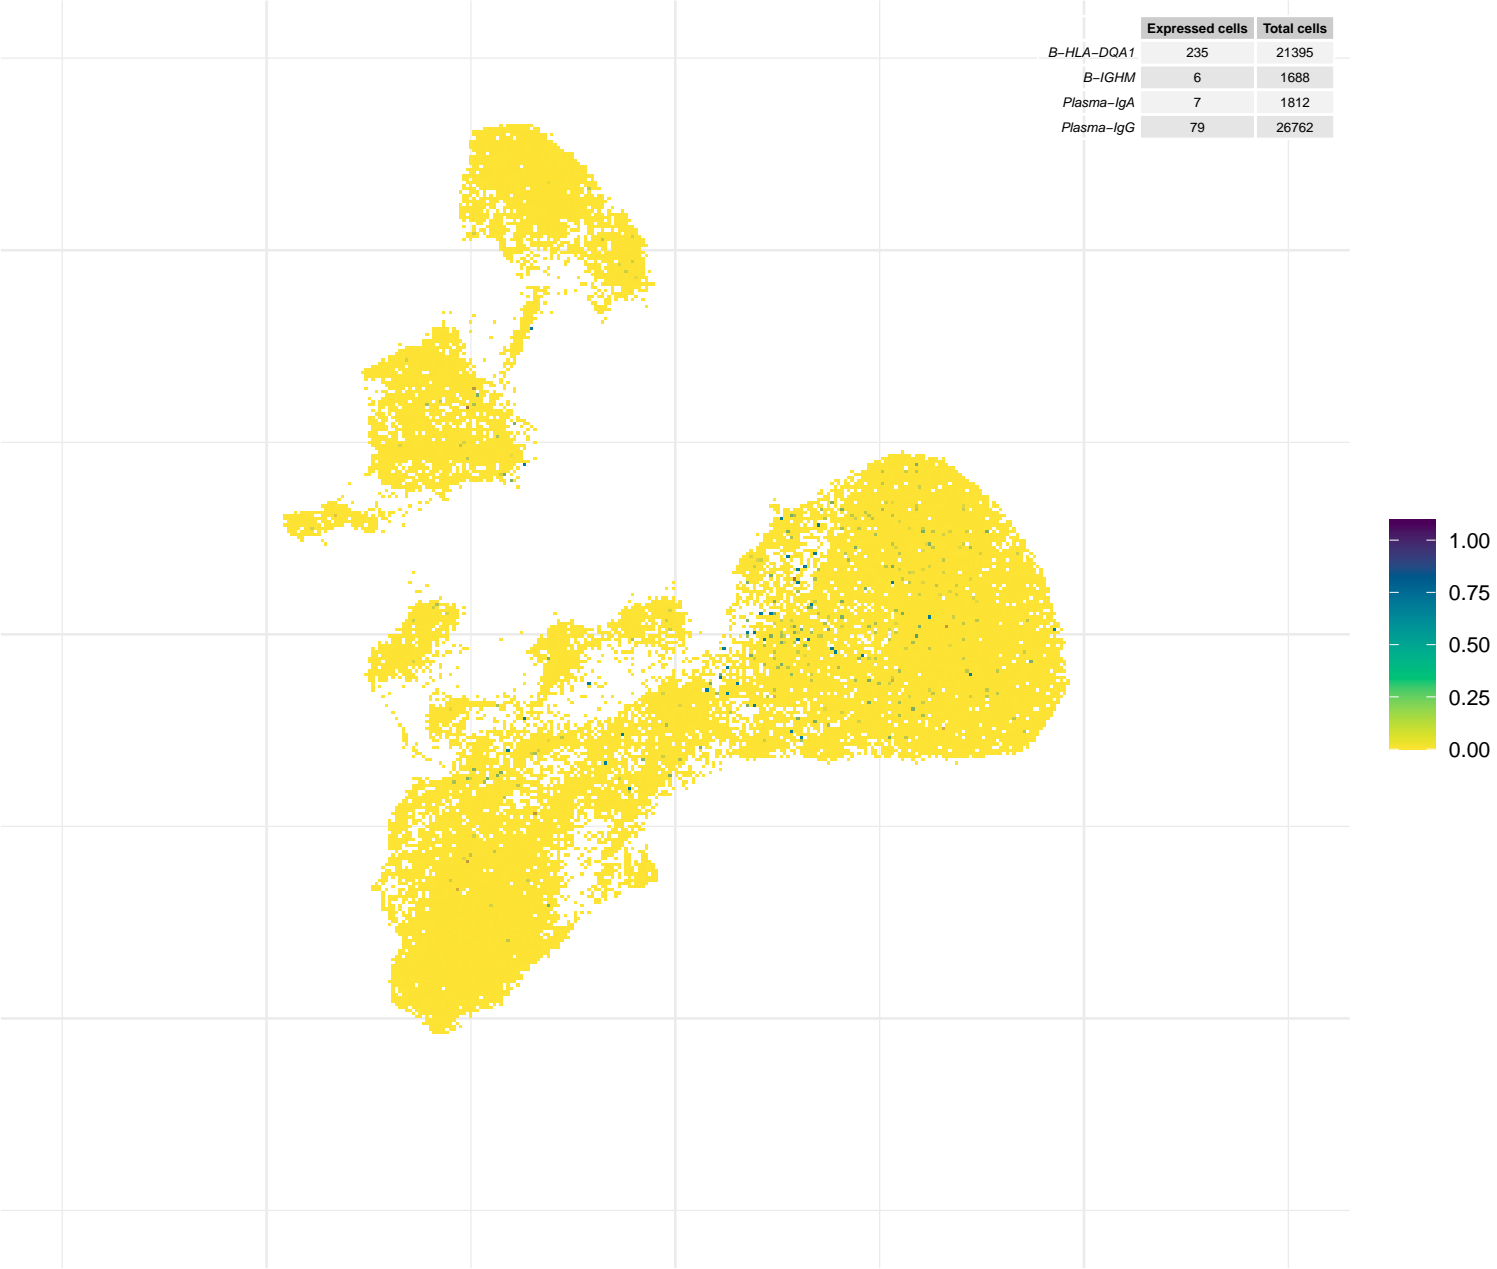 Expressed cells Total cells
B−HLA−DQA1 235 21395
B−IGHM 6 1688
Plasma−IgA 7 1812
Plasma−IgG 79 26762
1.00
0.75
0.50
0.25
0.00